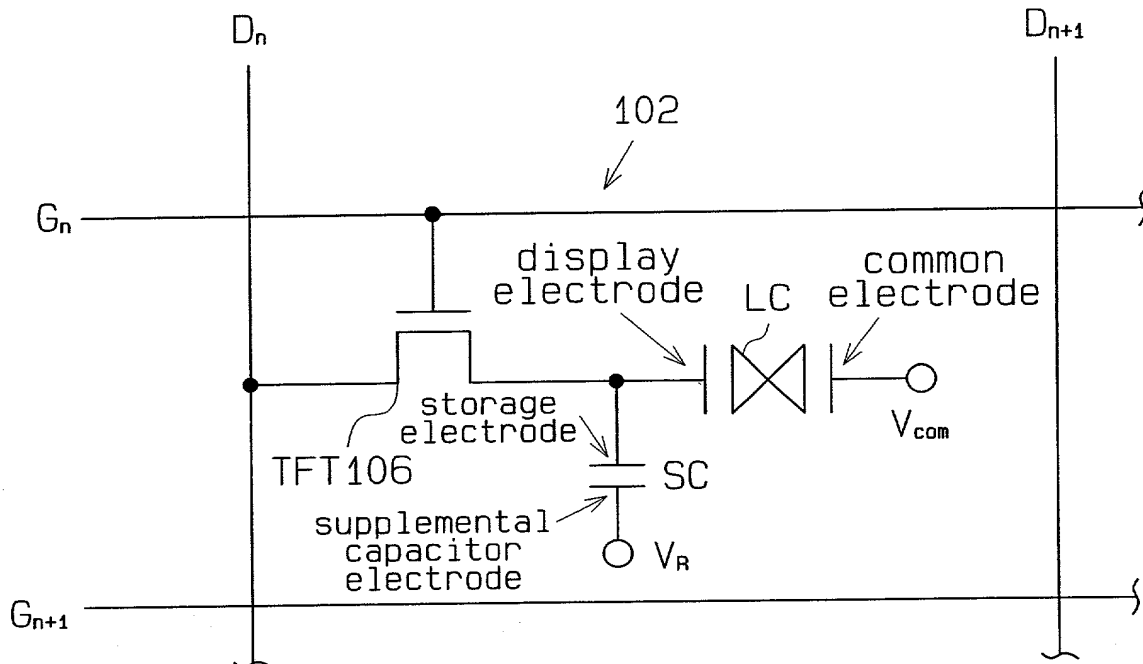 Dn
Dn+1
102
Gn
display
electrode
LC
common
electrode
Vcom
storage
electrode
TFT106
SC
supplemental
capacitor
electrode
VR
Gn+1